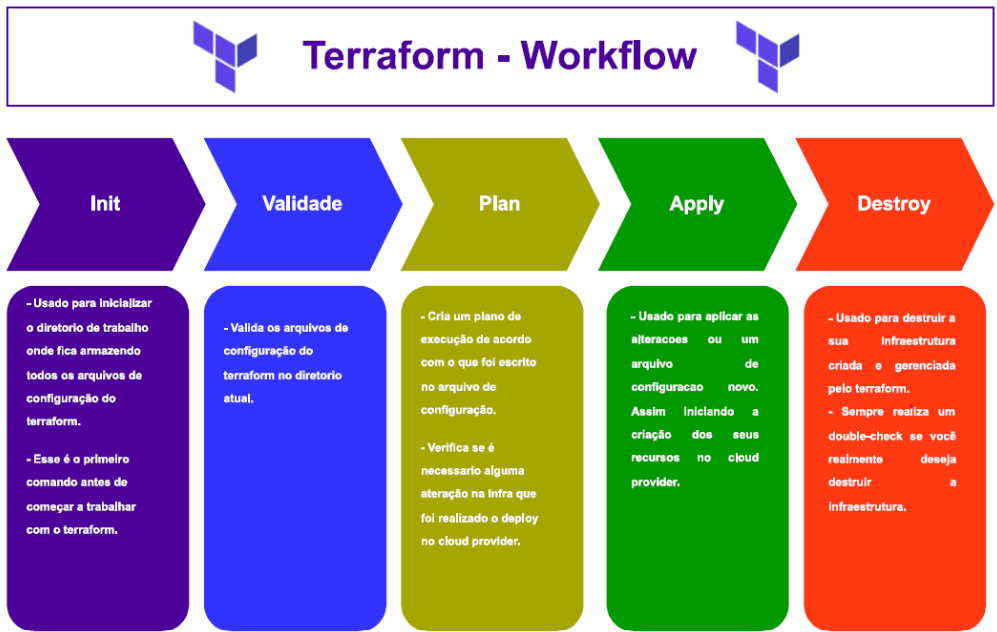 Terraform - Workflow
Init
Validade
Plan
Apply
Destroy
- Usado para inicializar
o diretorio de trabalho
onde fica armazendo
todos os arquivos de
configuração do
terraform.
- Esse é o primeiro
comando antes de
começar a trabalhar
com o terraform.
- Valida os arquivos de
configuração do
terraform no diretorio
atual.
- Cria um plano de
execução de acordo
com o que foi escrito
no arquivo de
configuração.
- Verifica se é
necessario alguma
ateração na infra que
foi realizado o deploy
no cloud provider.
- Usado para aplicar as
alteracoes ou um
arquivo de
configuracao novo.
Assim iniciando a
criação dos seus
recursos no cloud
provider.
- Usado para destruir a
sua infraestrutura
criada e gerenciada
pelo terraform.
- Sempre realiza um
double-check se você
realmente deseja
destruir a
infraestrutura.